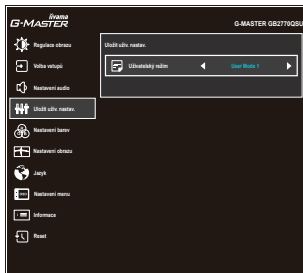 iiyama
G-MASTER
G-MASTER GB2770QSU
Regulace obrazu
Uložit uživ. nastav.
Volba vstupů
Uživatelský režim
User Mode 1
Nastavení audio
Uložit uživ. nastav.
Nastavení barev
Nastavení obrazu
Jazyk
Nastavení menu
Informace
Reset